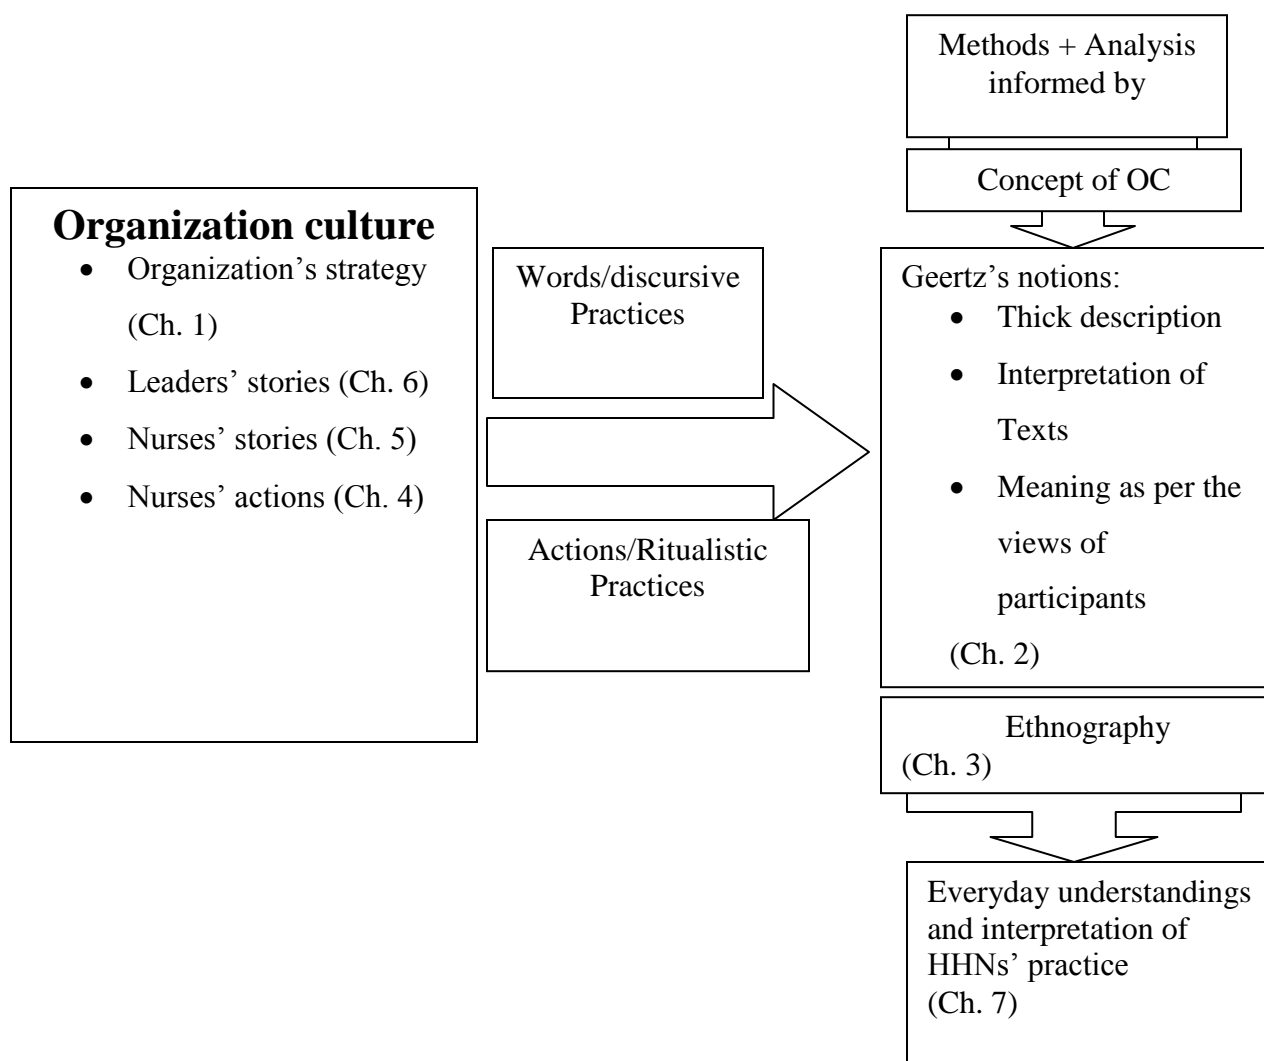 Organization culture
• Organization’s strategy
(Ch. 1)
• Leaders’ stories (Ch. 6)
• Nurses’ stories (Ch. 5)
• Nurses’ actions (Ch. 4)
Words/discursive
Practices
Actions/Ritualistic
Practices
Methods + Analysis
informed by
Concept of OC
Geertz’s notions:
• Thick description
• Interpretation of
Texts
• Meaning as per the
views of
participants
(Ch. 2)
Ethnography
(Ch. 3)
Everyday understandings
and interpretation of
HHNs’ practice
(Ch. 7)